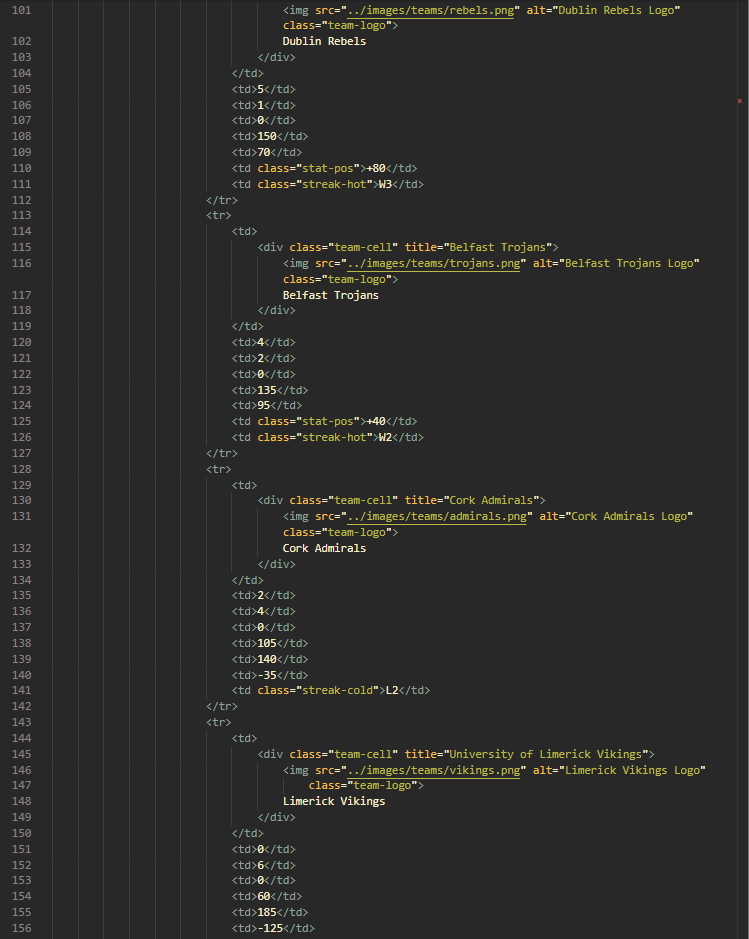 101 <img src="../images/teams/rebels.png" alt="Dublin Rebels Logo"
class="team-logo">
102 Dublin Rebels
103 </div>
104 </td>
105 <td>5</td>
106 <td>1</td>
107 <td>0</td>
108 <td>150</td>
109 <td>70</td>
110 <td class="stat-pos">+80</td>
111 <td class="streak-hot">W3</td>
112 </tr>
113 <tr>
114 <td>
115 <div class="team-cell" title="Belfast Trojans">
116 <img src="../images/teams/trojans.png" alt="Belfast Trojans Logo"
class="team-logo">
117 Belfast Trojans
118 </div>
119 </td>
120 <td>4</td>
121 <td>2</td>
122 <td>0</td>
123 <td>135</td>
124 <td>95</td>
125 <td class="stat-pos">+40</td>
126 <td class="streak-hot">W2</td>
127 </tr>
128 <tr>
129 <td>
130 <div class="team-cell" title="Cork Admirals">
131 <img src="../images/teams/admirals.png" alt="Cork Admirals Logo"
class="team-logo">
132 Cork Admirals
133 </div>
134 </td>
135 <td>2</td>
136 <td>4</td>
137 <td>0</td>
138 <td>105</td>
139 <td>140</td>
140 <td>-35</td>
141 <td class="streak-cold">L2</td>
142 </tr>
143 <tr>
144 <td>
145 <div class="team-cell" title="University of Limerick Vikings">
146 <img src="../images/teams/vikings.png" alt="Limerick Vikings Logo"
147 class="team-logo">
148 Limerick Vikings
149 </div>
150 </td>
151 <td>0</td>
152 <td>6</td>
153 <td>0</td>
154 <td>60</td>
155 <td>185</td>
156 <td>-125</td>